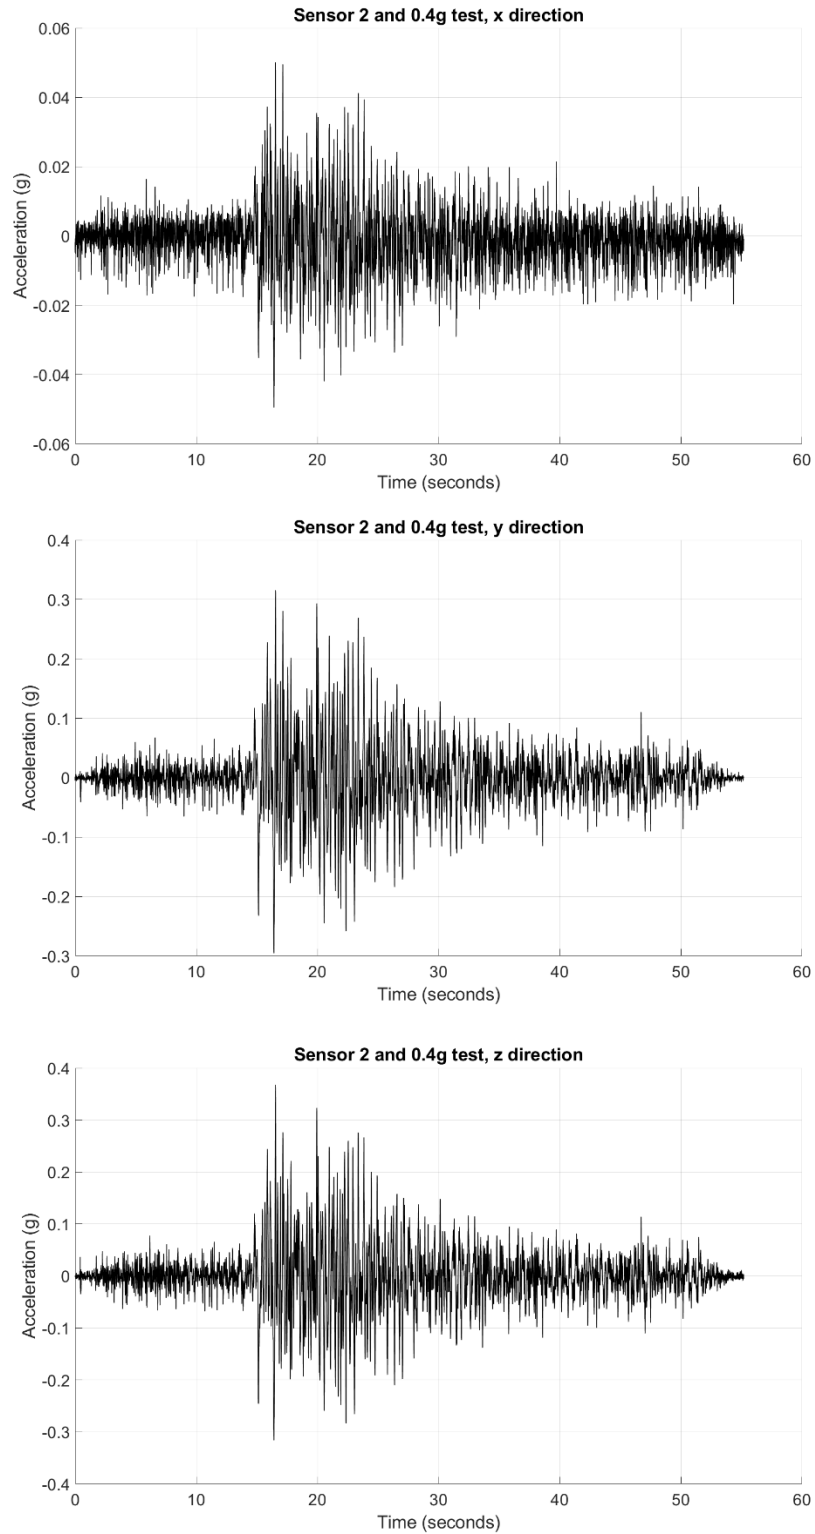 Sensor 2 and 0.4g test, x direction
0.06
0.04
0.02
0
-0.02
-0.04
-0.06
Acceleration (g)
0 10 20 30 40 50 60
Time (seconds)
Sensor 2 and 0.4g test, y direction
0.4
0.3
0.2
0.1
0
-0.1
-0.2
-0.3
Acceleration (g)
0 10 20 30 40 50 60
Time (seconds)
Sensor 2 and 0.4g test, z direction
0.4
0.3
0.2
0.1
0
-0.1
-0.2
-0.3
-0.4
Acceleration (g)
0 10 20 30 40 50 60
Time (seconds)